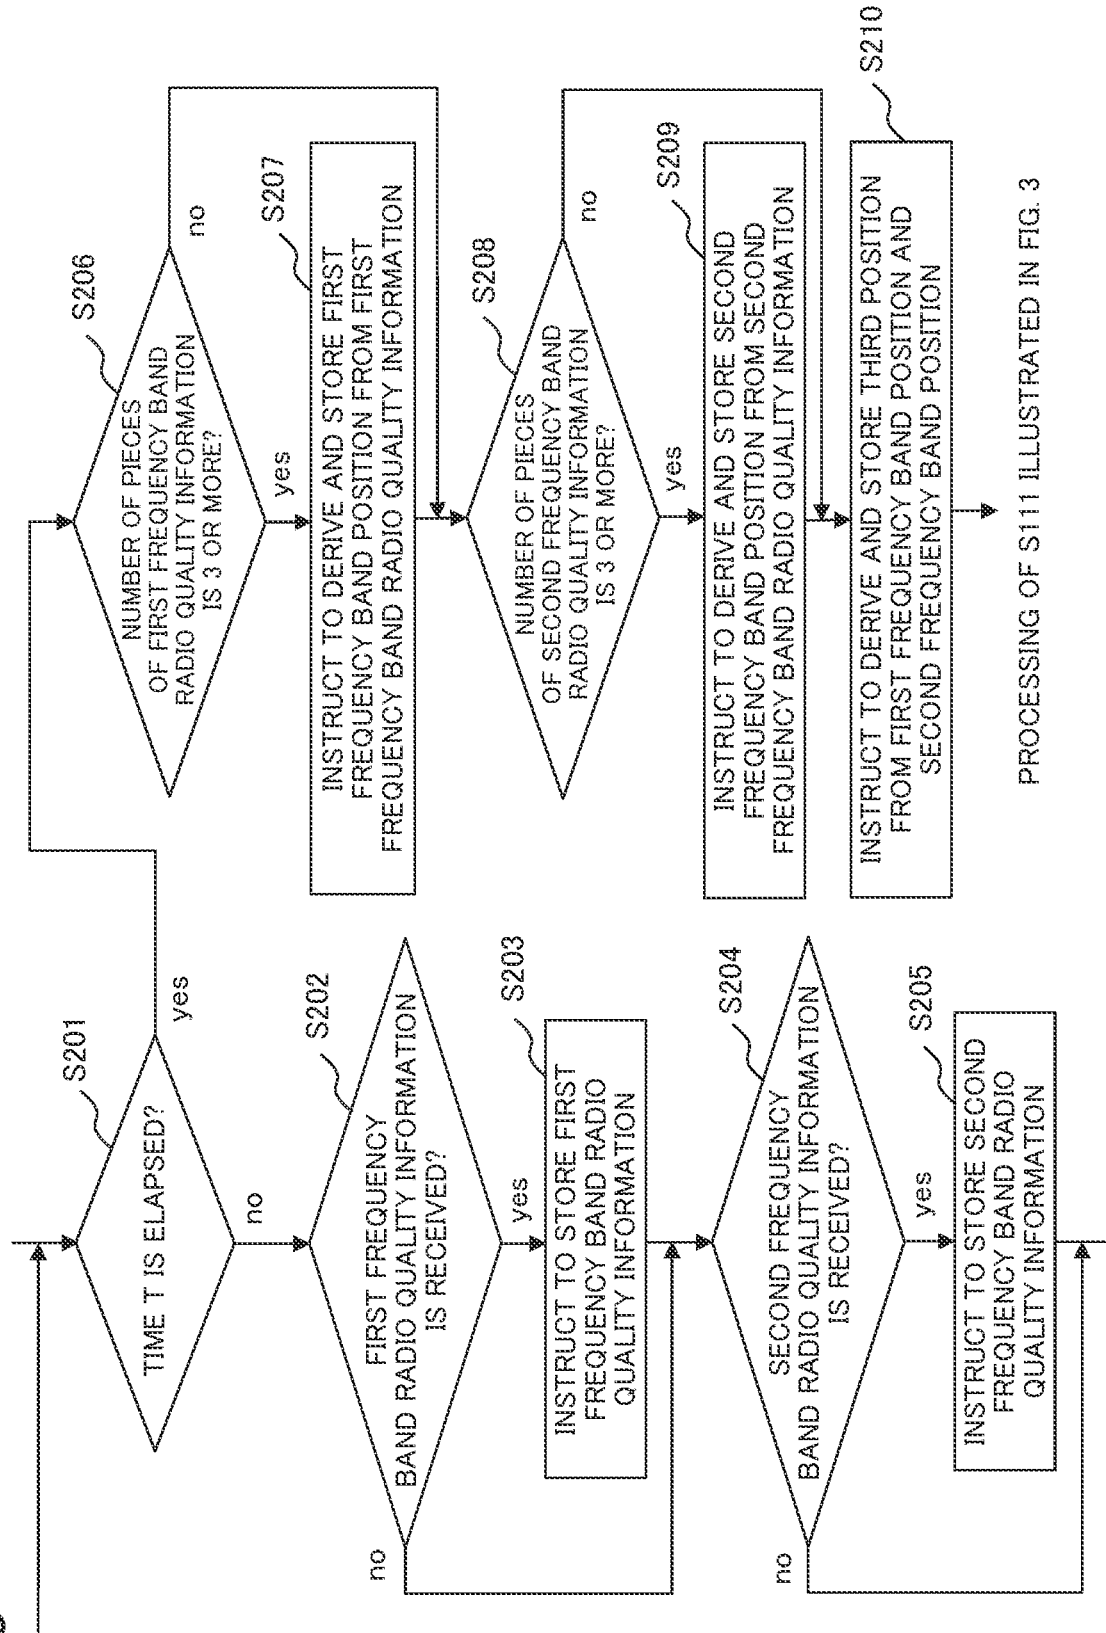 TIME T IS ELAPSED?
S201
yes
no
FIRST FREQUENCY
BAND RADIO QUALITY INFORMATION
IS RECEIVED?
S202
no
yes
INSTRUCT TO STORE FIRST
FREQUENCY BAND RADIO
QUALITY INFORMATION
S203
SECOND FREQUENCY
BAND RADIO QUALITY INFORMATION
IS RECEIVED?
S204
no
yes
INSTRUCT TO STORE SECOND
FREQUENCY BAND RADIO
QUALITY INFORMATION
S205
NUMBER OF PIECES
OF FIRST FREQUENCY BAND
RADIO QUALITY INFORMATION
IS 3 OR MORE?
S206
no
yes
INSTRUCT TO DERIVE AND STORE FIRST
FREQUENCY BAND POSITION FROM FIRST
FREQUENCY BAND RADIO QUALITY INFORMATION
S207
NUMBER OF PIECES
OF SECOND FREQUENCY BAND
RADIO QUALITY INFORMATION
IS 3 OR MORE?
S208
no
yes
INSTRUCT TO DERIVE AND STORE SECOND
FREQUENCY BAND POSITION FROM SECOND
FREQUENCY BAND RADIO QUALITY INFORMATION
S209
INSTRUCT TO DERIVE AND STORE THIRD POSITION
FROM FIRST FREQUENCY BAND POSITION AND
SECOND FREQUENCY BAND POSITION
S210
PROCESSING OF S111 ILLUSTRATED IN FIG. 3